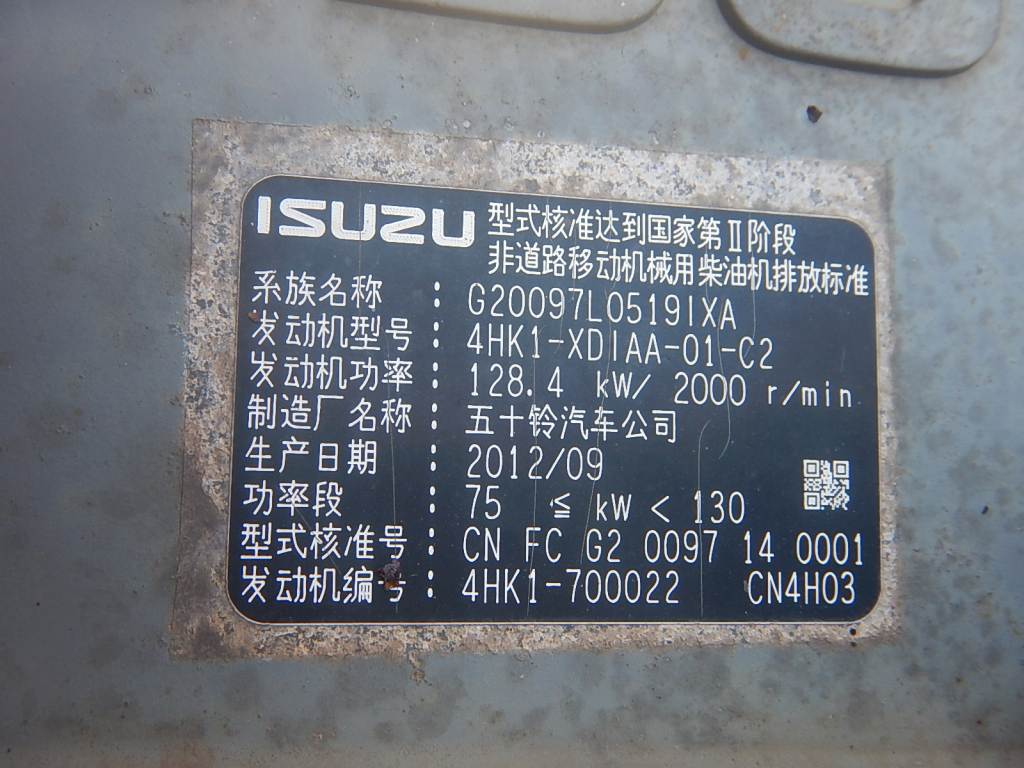 ISUZU 型式核准达到国家第Ⅱ阶段
非道路移动机械用柴油机排放标准
系族名称 : G20097L0519IXA
发动机型号 : 4HK1-XDIAA-01-C2
发动机功率 : 128.4 kW/ 2000 r/min
制造厂名称 : 五十铃汽车公司
生产日期 : 2012/09
功率段 : 75 ≦ kW < 130
型式核准号 : CN FC G2 0097 14 0001
发动机编号 : 4HK1-700022 CN4H03